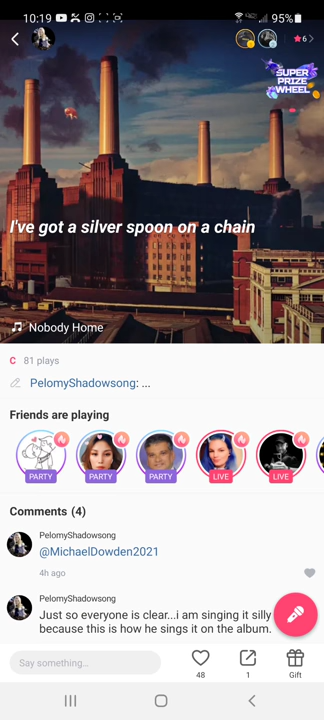 10:19
95%
6
SUPER
PRIZE
WHEEL
I've got a silver spoon on a chain
Nobody Home
C 81 plays
PelomyShadowsong: ...
Friends are playing
PARTY PARTY PARTY LIVE LIVE
Comments (4)
PelomyShadowsong
@MichaelDowden2021
4h ago
PelomyShadowsong
Just so everyone is clear...i am singing it silly
because this is how he sings it on the album.
Say something...
48
1
Gift